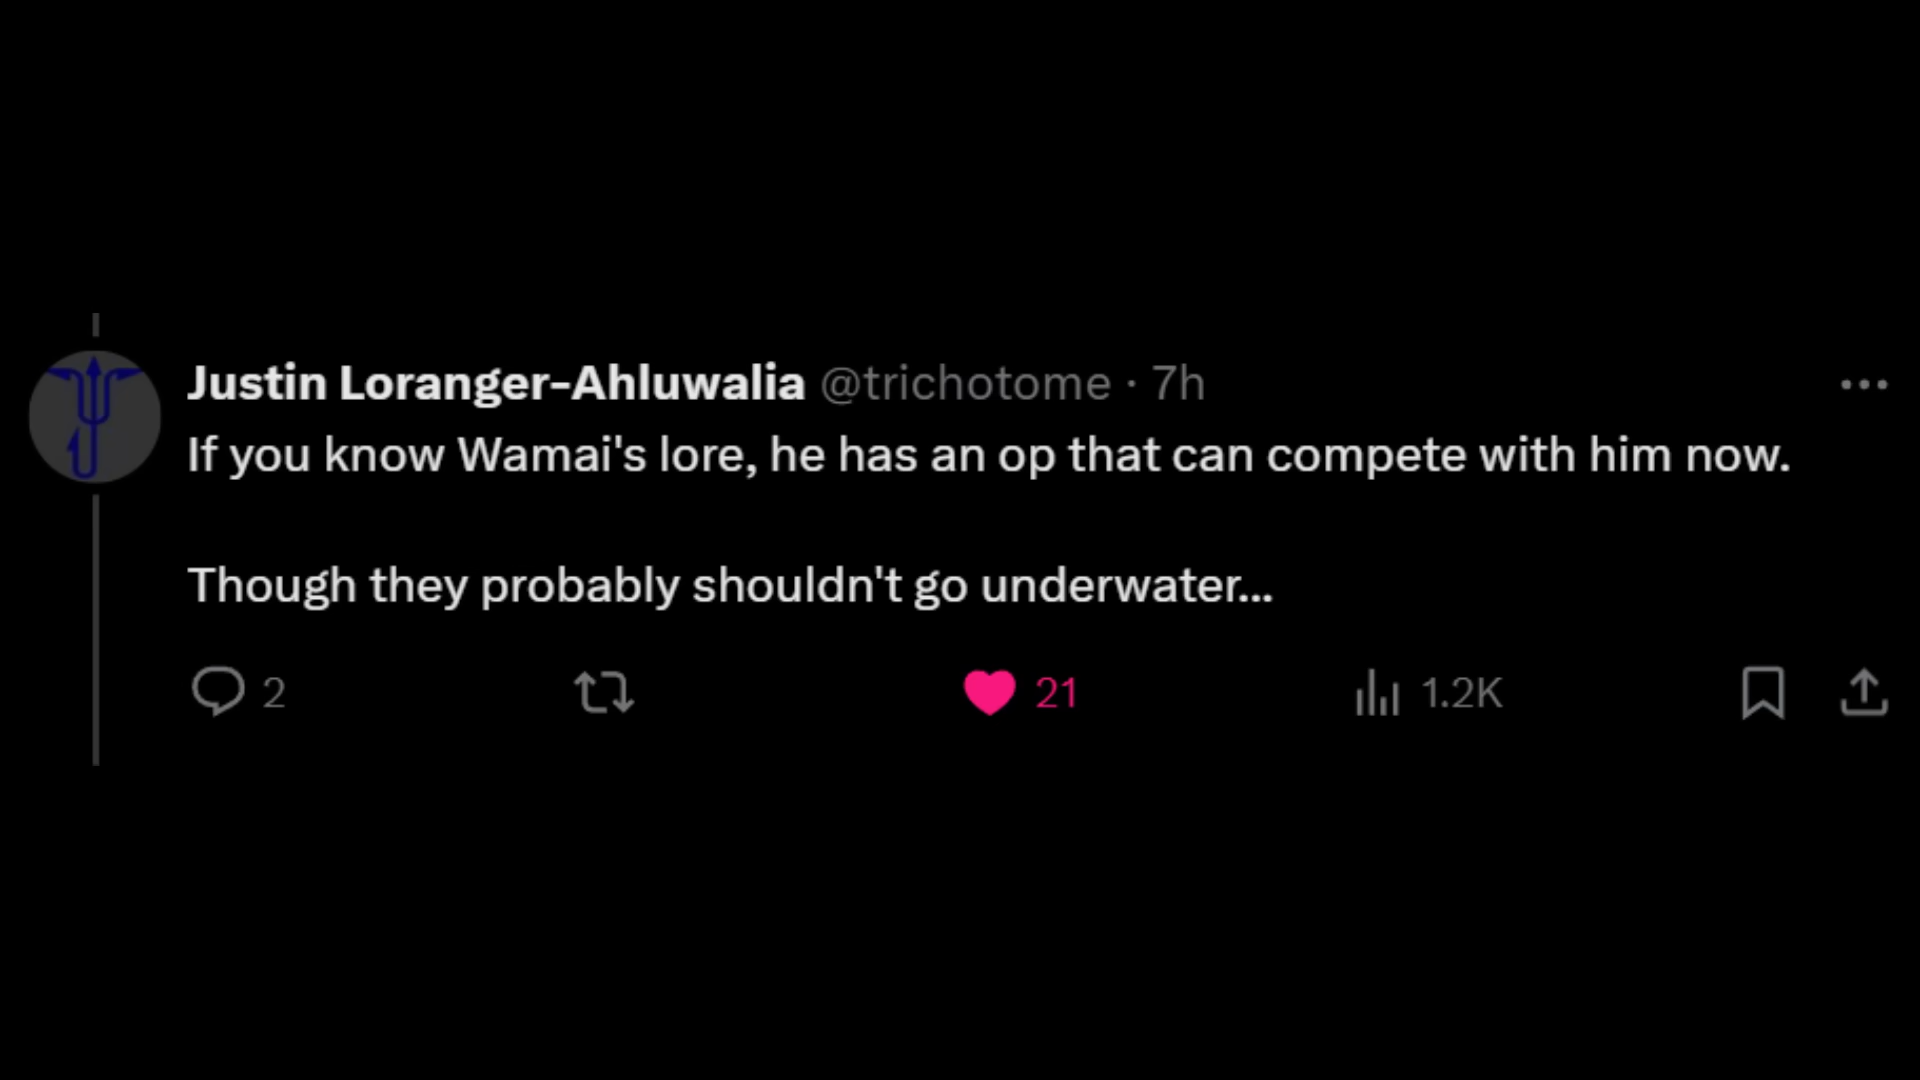 Justin Loranger-Ahluwalia @trichotome · 7h
If you know Wamai's lore, he has an op that can compete with him now.
Though they probably shouldn't go underwater...
2 21 1.2K